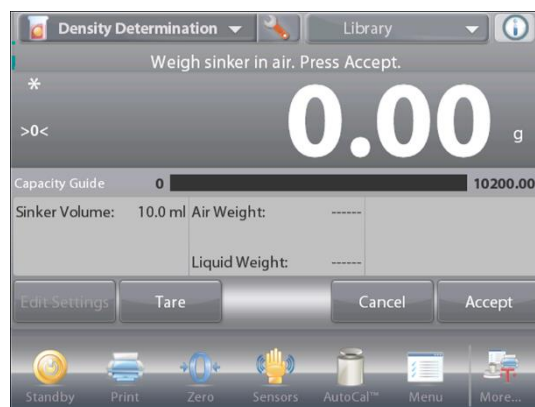 Density Determination Library
Weigh sinker in air. Press Accept.
*
>0< 0.00 g
Capacity Guide 0 10200.00
Sinker Volume: 10.0 ml Air Weight: ------
Liquid Weight: ------
Edit Settings Tare Cancel Accept
Standby Print Zero Sensors AutoCal™ Menu More...